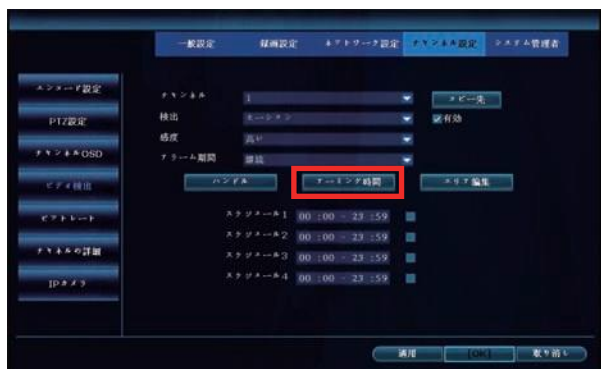 一般設定 録画設定 ネットワーク設定 チャンネル設定 システム管理者
エンコード設定
PTZ設定
チャンネルOSD
ビデオ検出
ビットレート
チャネルの詳細
IPカメラ
チャンネル 1 コピー先
検出 モーション 有効
感度 高い
アラーム期間 継続
ハンドル アーミング時間 エリア編集
スケジュール1 00 :00 - 23 :59
スケジュール2 00 :00 - 23 :59
スケジュール3 00 :00 - 23 :59
スケジュール4 00 :00 - 23 :59
適用 [OK] 取り消し